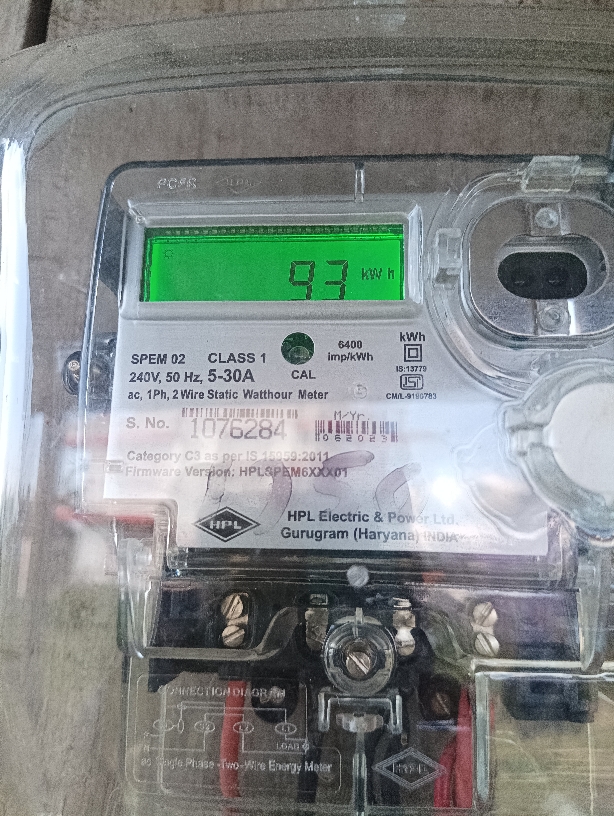 93 kWh
6400
imp/kWh
kWh
IS:13779
SPEM 02 CLASS 1
240V, 50 Hz, 5-30A
CAL
ac, 1Ph, 2 Wire Static Watthour Meter
M/Yr.
S. No. 1076284
062023
Category C3 as per IS 15959:2011
Firmware Version: HPLSPEM6XXX01
HPL
HPL Electric & Power Ltd.
Gurugram (Haryana) INDIA
CONNECTION DIAGRAM
LOAD
ac Single Phase -Two-Wire Energy Meter
HPL